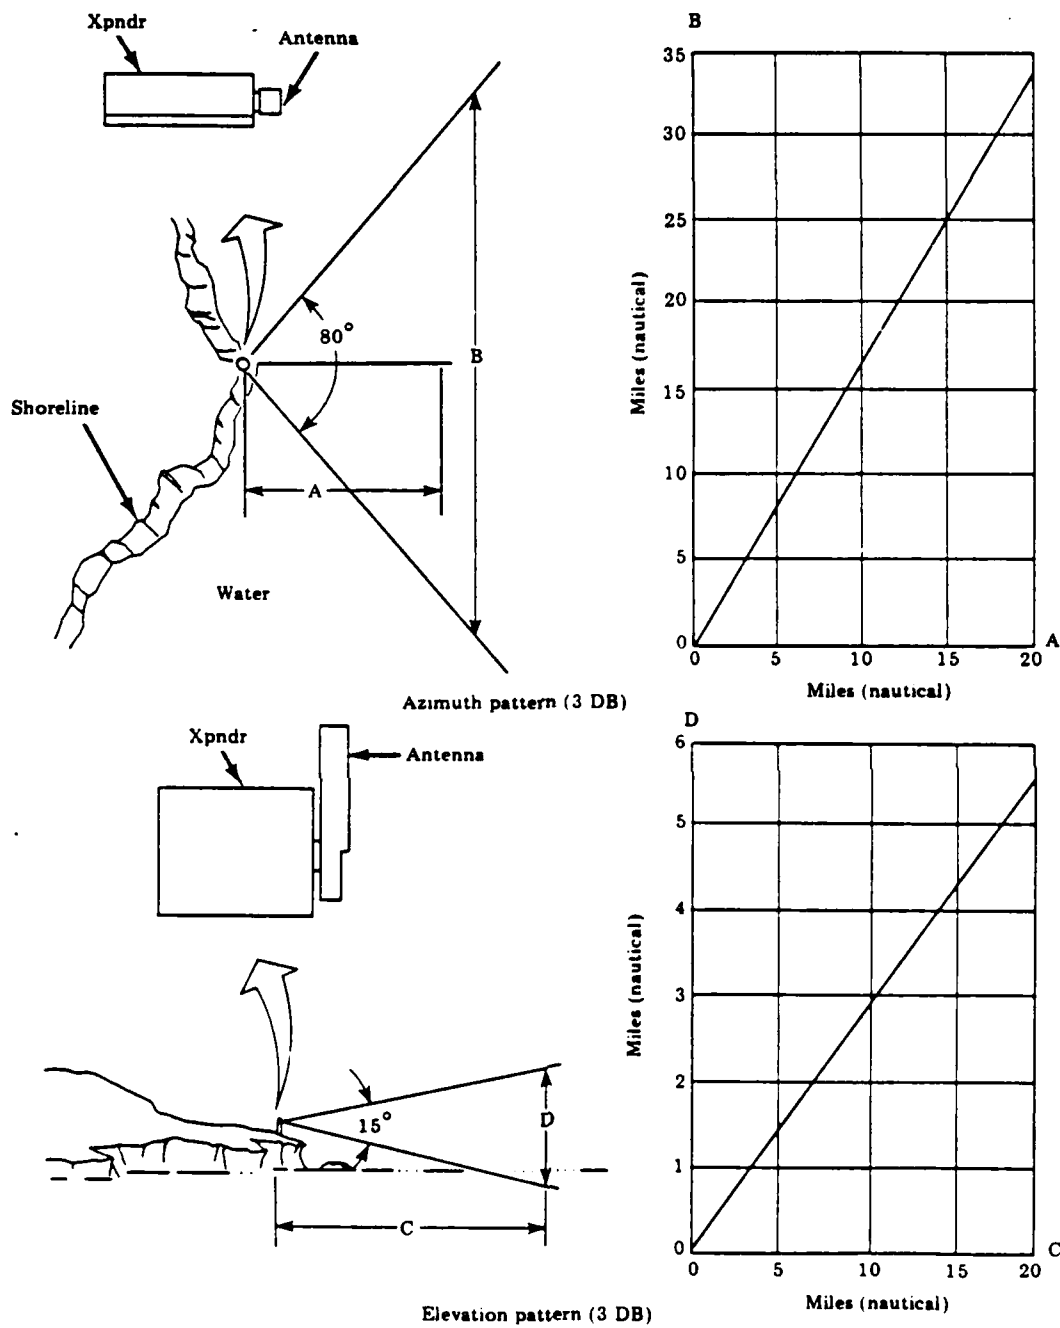 Xpndr
Antenna
80°
B
A
Shoreline
Water
B
35
30
25
20
15
10
5
0
Miles (nautical)
0 5 10 15 20
A
Miles (nautical)
Azimuth pattern (3 DB)
Xpndr
Antenna
15°
D
C
D
6
5
4
3
2
1
0
Miles (nautical)
0 5 10 15 20
C
Miles (nautical)
Elevation pattern (3 DB)